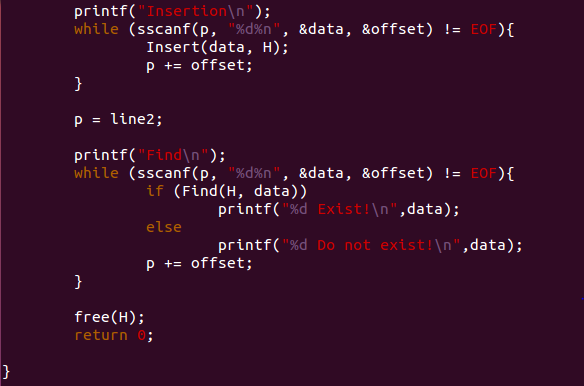 printf("Insertion\n");
while (sscanf(p, "%d%n", &data, &offset) != EOF){
Insert(data, H);
p += offset;
}
p = line2;
printf("Find\n");
while (sscanf(p, "%d%n", &data, &offset) != EOF){
if (Find(H, data))
printf("%d Exist!\n",data);
else
printf("%d Do not exist!\n",data);
p += offset;
}
free(H);
return 0;
}